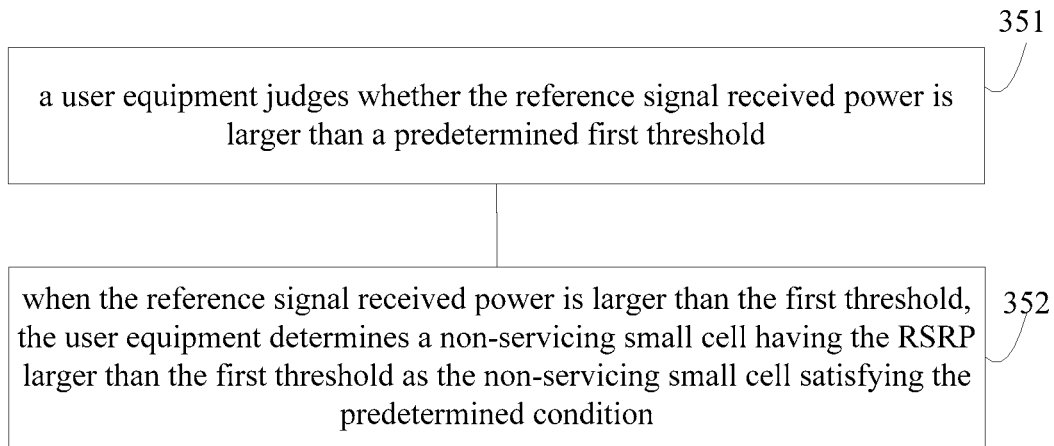 351
a user equipment judges whether the reference signal received power is
larger than a predetermined first threshold
when the reference signal received power is larger than the first threshold,
352
the user equipment determines a non-servicing small cell having the RSRP
larger than the first threshold as the non-servicing small cell satisfying the
predetermined condition